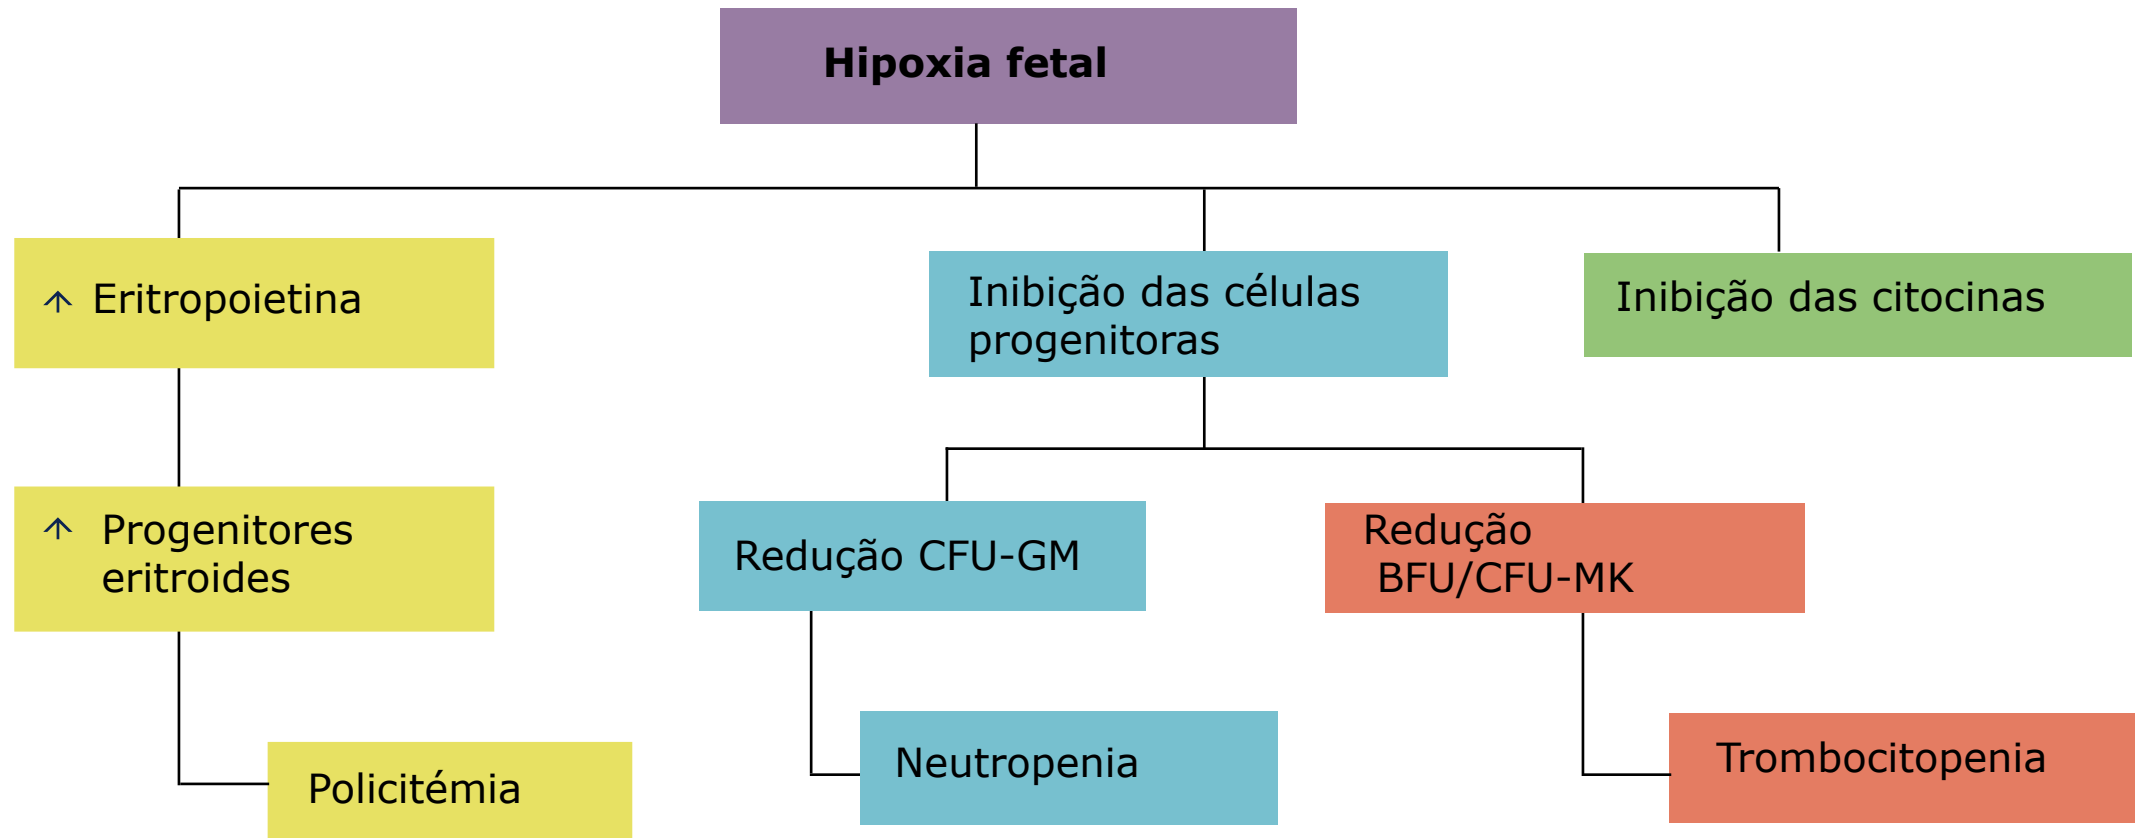 Hipoxia fetal
↑ Eritropoietina
Inibição das células
progenitoras
Inibição das citocinas
↑ Progenitores
eritroides
Redução CFU-GM
Redução
BFU/CFU-MK
Policitémia
Neutropenia
Trombocitopenia